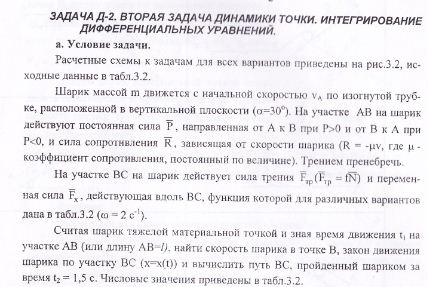 ЗАДАЧА Д-2. ВТОРАЯ ЗАДАЧА ДИНАМИКИ ТОЧКИ. ИНТЕГРИРОВАНИЕ
ДИФФЕРЕНЦИАЛЬНЫХ УРАВНЕНИЙ.
а. Условие задачи.
Расчетные схемы к задачам для всех вариантов приведены на рис.3.2, ис-
ходные данные в табл.3.2.
Шарик массой m движется с начальной скоростью vA по изогнутой труб-
ке, расположенной в вертикальной плоскости (α=30°). На участке АВ на шарик
действуют постоянная сила P̅, направленная от А к В при Р>0 и от В к А при
Р<0, и сила сопротивления R̅, зависящая от скорости шарика (R = -μv, где μ -
коэффициент сопротивления, постоянный по величине). Трением пренебречь.
На участке ВС на шарик действует сила трения F̅тр (F̅тр = fN̅) и перемен-
ная сила F̅x, действующая вдоль ВС, функция которой для различных вариантов
дана в табл.3.2 (ω = 2 с⁻¹).
Считая шарик тяжелой материальной точкой и зная время движения t₁ на
участке АВ (или длину АВ=l), найти скорость шарика в точке В, закон движения
шарика по участку ВС (x=x(t)) и вычислить путь ВС, пройденный шариком за
время t₂ = 1,5 с. Числовые значения приведены в табл.3.2.